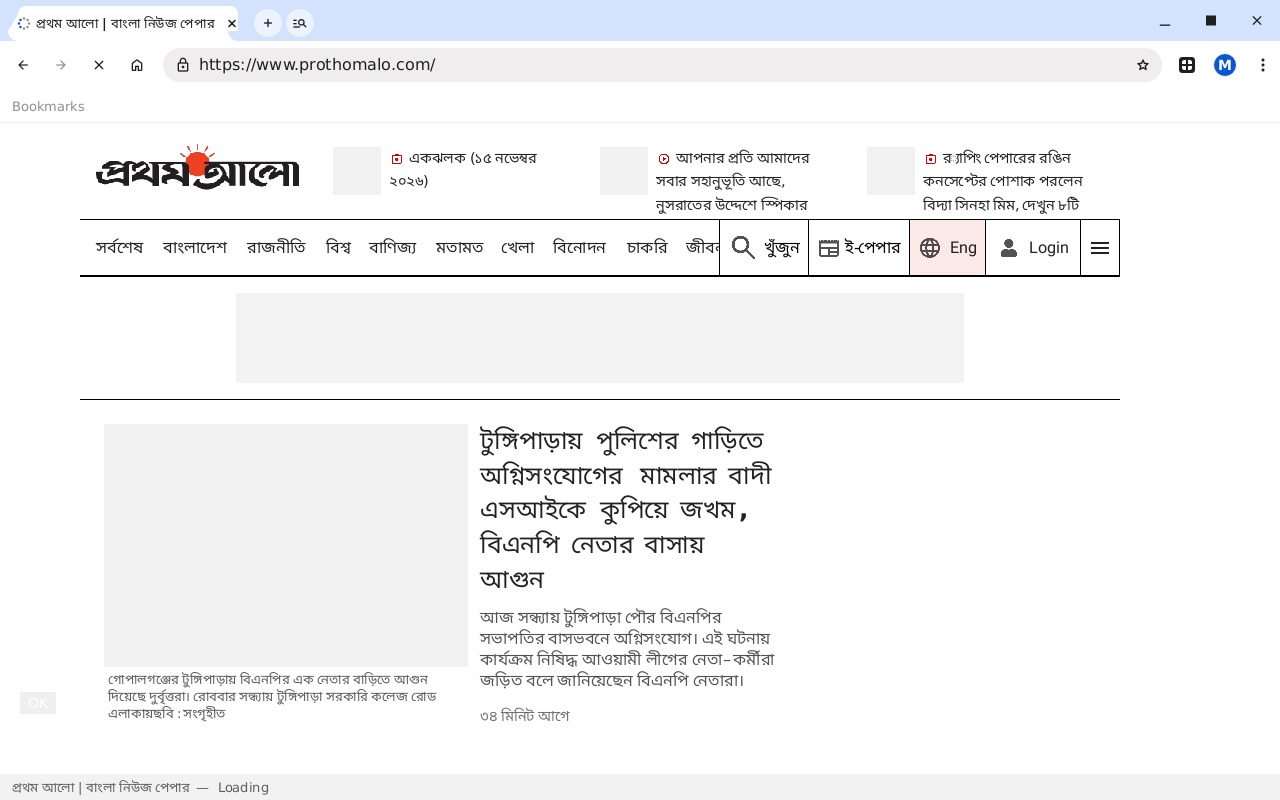 প্রথম আলো | বাংলা নিউজ পেপার
https://www.prothomalo.com/
M
Bookmarks
প্রথম আলো
একঝলক (১৫ নভেম্বর
২০২৬)
আপনার প্রতি আমাদের
সবার সহানুভূতি আছে,
নুসরাতের উদ্দেশে স্পিকার
র‍্যাপিং পেপারের রঙিন
কনসেপ্টের পোশাক পরলেন
বিদ্যা সিনহা মিম, দেখুন ৮টি
সর্বশেষ বাংলাদেশ রাজনীতি বিশ্ব বাণিজ্য মতামত খেলা বিনোদন চাকরি জীবন খুঁজুন ই-পেপার Eng Login
টুঙ্গিপাড়ায় পুলিশের গাড়িতে
অগ্নিসংযোগের মামলার বাদী
এসআইকে কুপিয়ে জখম,
বিএনপি নেতার বাসায়
আগুন
আজ সন্ধ্যায় টুঙ্গিপাড়া পৌর বিএনপির
সভাপতির বাসভবনে অগ্নিসংযোগ। এই ঘটনায়
কার্যক্রম নিষিদ্ধ আওয়ামী লীগের নেতা–কর্মীরা
জড়িত বলে জানিয়েছেন বিএনপি নেতারা।
৩৪ মিনিট আগে
গোপালগঞ্জের টুঙ্গিপাড়ায় বিএনপির এক নেতার বাড়িতে আগুন
দিয়েছে দুর্বৃত্তরা। রোববার সন্ধ্যায় টুঙ্গিপাড়া সরকারি কলেজ রোড
এলাকায়ছবি : সংগৃহীত
OK
প্রথম আলো | বাংলা নিউজ পেপার — Loading